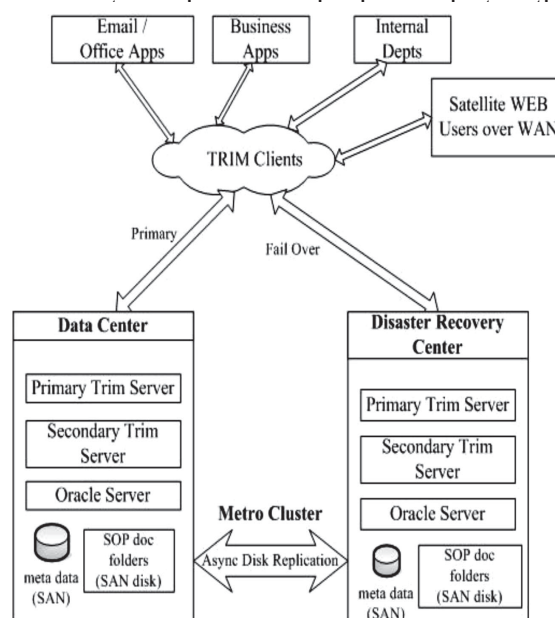 Email /
Office Apps
Business
Apps
Internal
Depts
Satellite WEB
Users over WAN
TRIM Clients
Primary
Fail Over
Data Center
Primary Trim Server
Secondary Trim
Server
Oracle Server
meta data
(SAN)
SOP doc
folders
(SAN disk)
Metro Cluster
Async Disk Replication
Disaster Recovery
Center
Primary Trim Server
Secondary Trim
Server
Oracle Server
meta data
(SAN)
SOP doc
folders
(SAN disk)